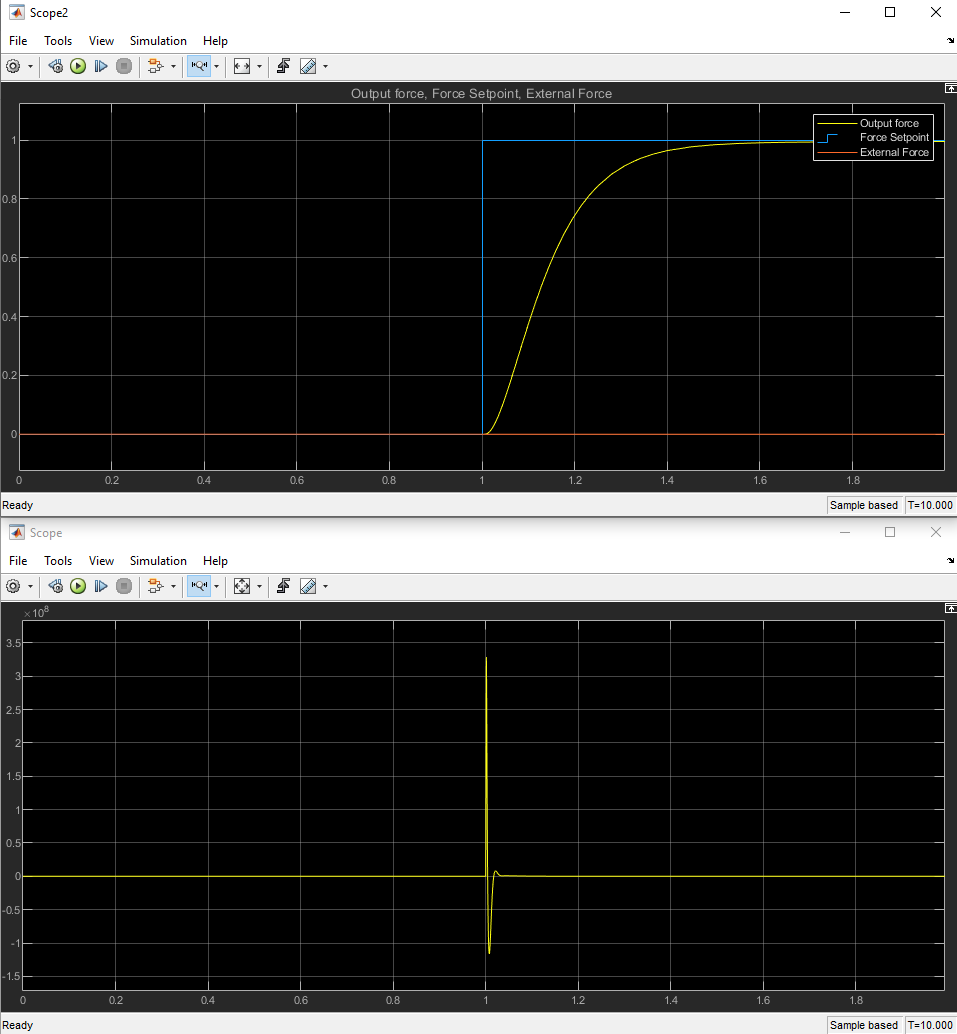 Scope2
File Tools View Simulation Help
Output force, Force Setpoint, External Force
Output force
Force Setpoint
External Force
1
0.8
0.6
0.4
0.2
0
0 0.2 0.4 0.6 0.8 1 1.2 1.4 1.6 1.8
Ready Sample based T=10.000
Scope
File Tools View Simulation Help
×10⁸
3.5
3
2.5
2
1.5
1
0.5
0
-0.5
-1
-1.5
0 0.2 0.4 0.6 0.8 1 1.2 1.4 1.6 1.8
Ready Sample based T=10.000